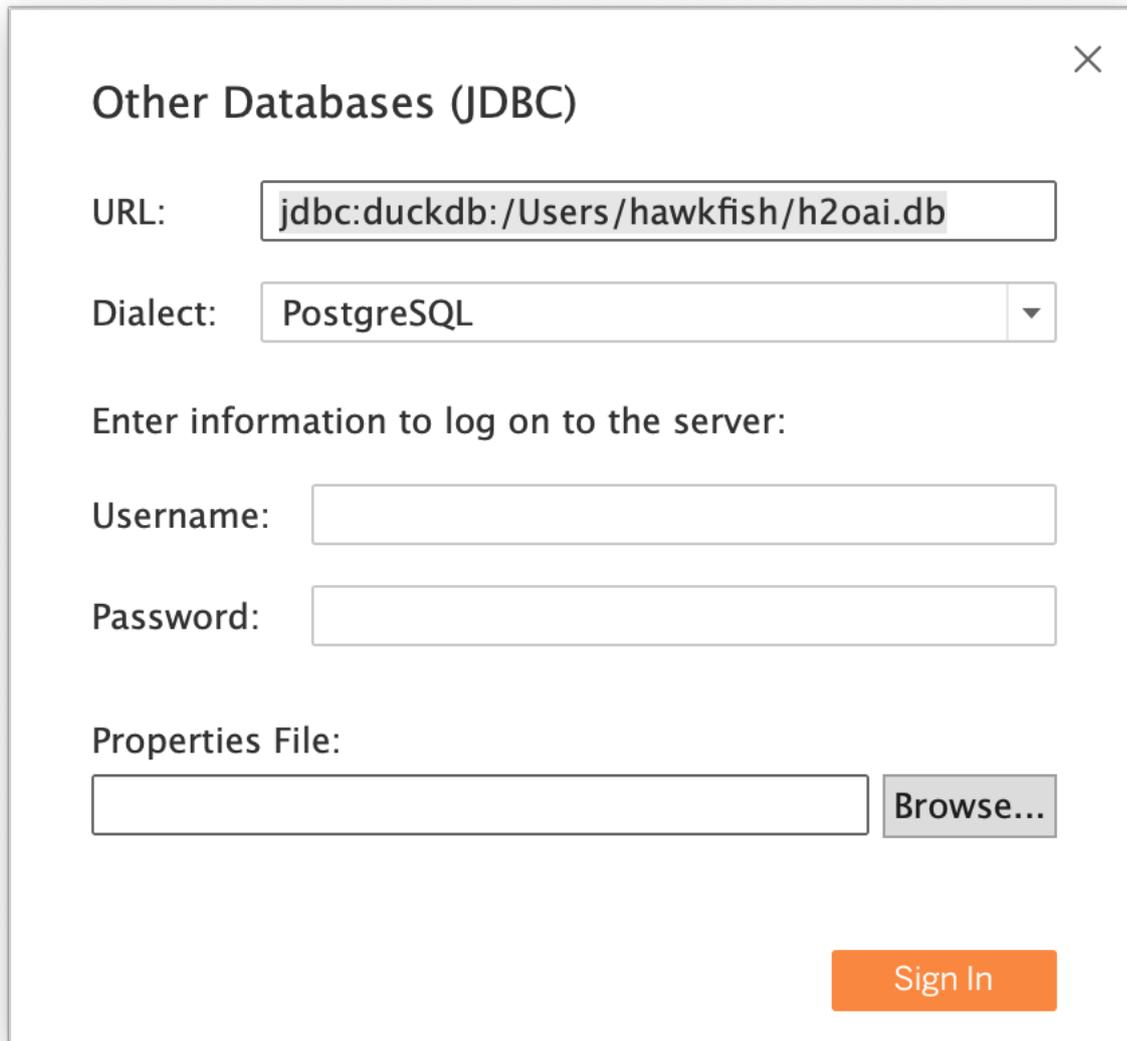 Other Databases (JDBC)
URL: jdbc:duckdb:/Users/hawkfish/h2oai.db
Dialect: PostgreSQL
Enter information to log on to the server:
Username:
Password:
Properties File:
Browse...
Sign In